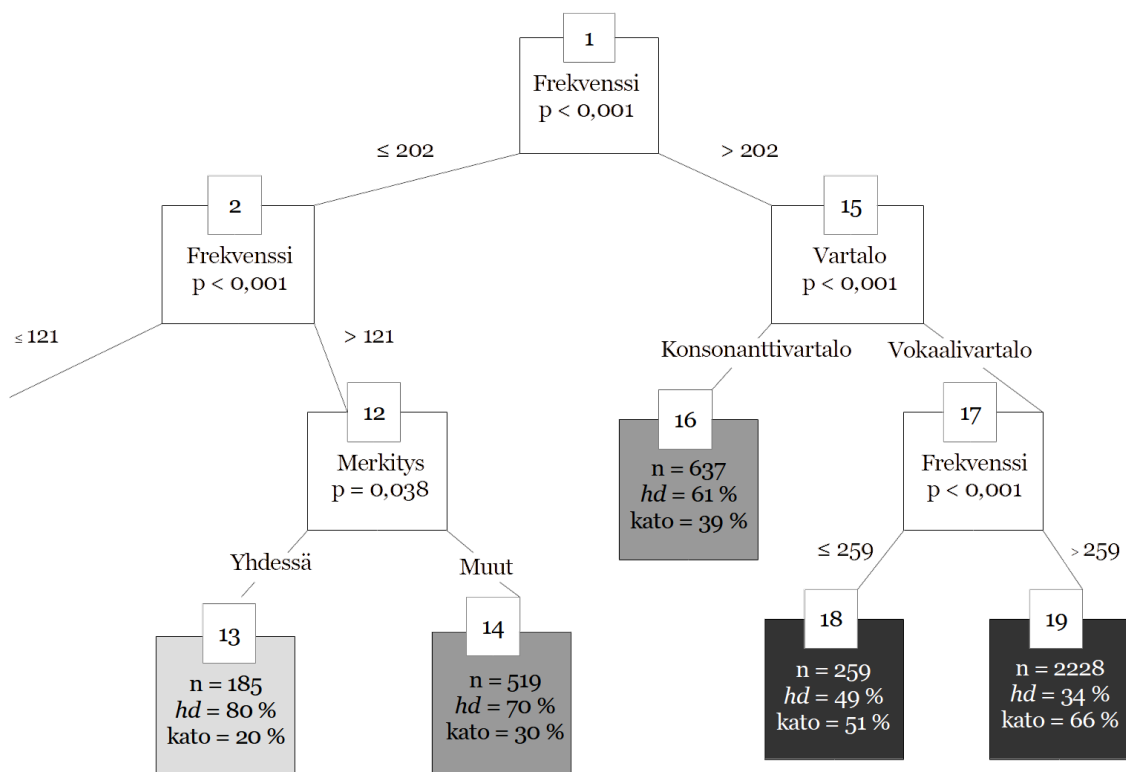 1
Frekvenssi
p < 0,001
≤ 202
> 202
2
Frekvenssi
p < 0,001
15
Vartalo
p < 0,001
≤ 121
> 121
Konsonanttivartalo
Vokaalivartalo
12
Merkitys
p = 0,038
16
n = 637
hd = 61 %
kato = 39 %
17
Frekvenssi
p < 0,001
Yhdessä
Muut
≤ 259
> 259
13
n = 185
hd = 80 %
kato = 20 %
14
n = 519
hd = 70 %
kato = 30 %
18
n = 259
hd = 49 %
kato = 51 %
19
n = 2228
hd = 34 %
kato = 66 %